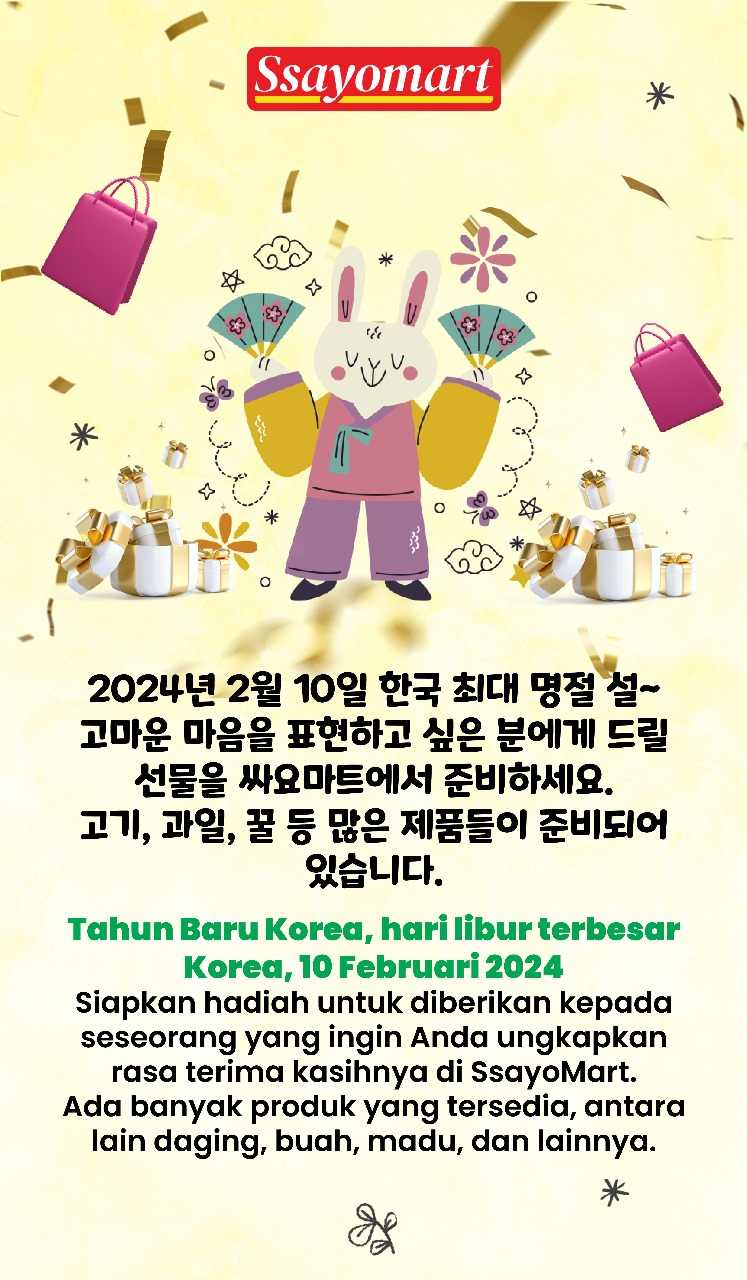 Ssayomart
2024년 2월 10일 한국 최대 명절 설~
고마운 마음을 표현하고 싶은 분에게 드릴
선물을 싸요마트에서 준비하세요.
고기, 과일, 꿀 등 많은 제품들이 준비되어
있습니다.
Tahun Baru Korea, hari libur terbesar
Korea, 10 Februari 2024
Siapkan hadiah untuk diberikan kepada
seseorang yang ingin Anda ungkapkan
rasa terima kasihnya di SsayoMart.
Ada banyak produk yang tersedia, antara
lain daging, buah, madu, dan lainnya.